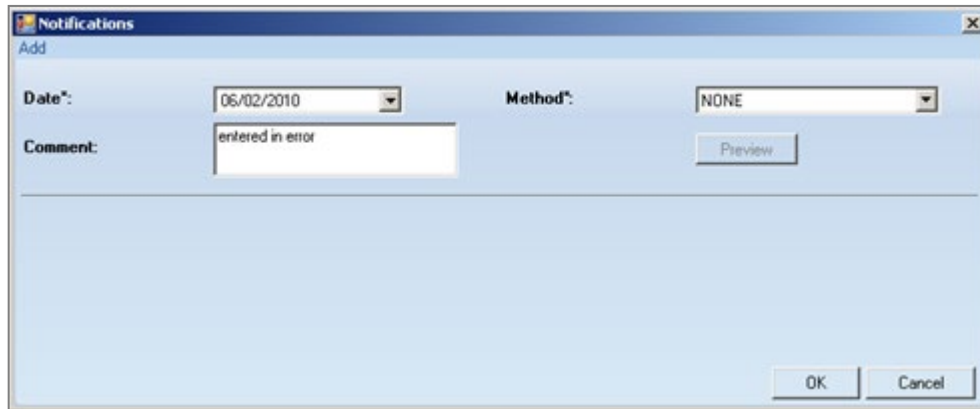 Notifications
Add
Date*: 06/02/2010 Method*: NONE
Comment: entered in error Preview
OK Cancel